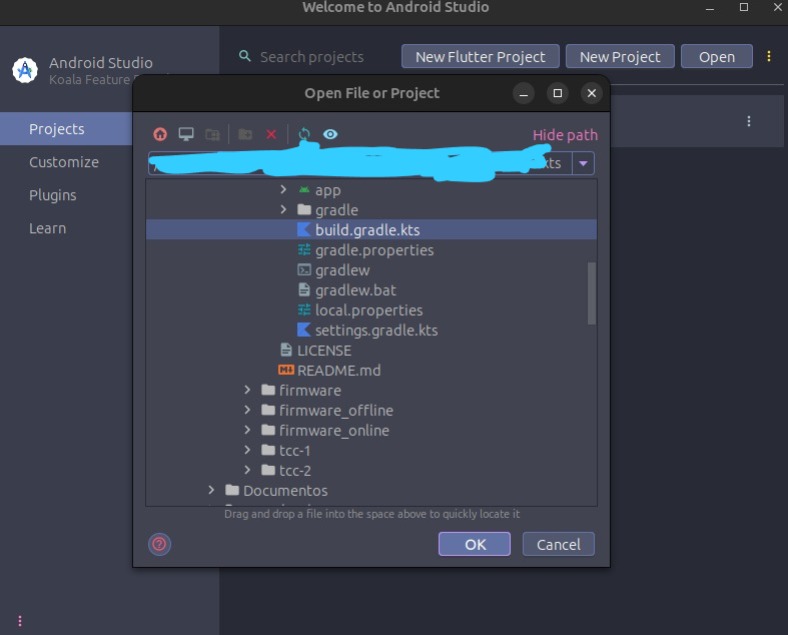 Welcome to Android Studio
Android Studio
Koala Feature
Search projects
New Flutter Project
New Project
Open
Projects
Customize
Plugins
Learn
Open File or Project
Hide path
kts
app
gradle
build.gradle.kts
gradle.properties
gradlew
gradlew.bat
local.properties
settings.gradle.kts
LICENSE
README.md
firmware
firmware_offline
firmware_online
tcc-1
tcc-2
Documentos
Drag and drop a file into the space above to quickly locate it
OK
Cancel